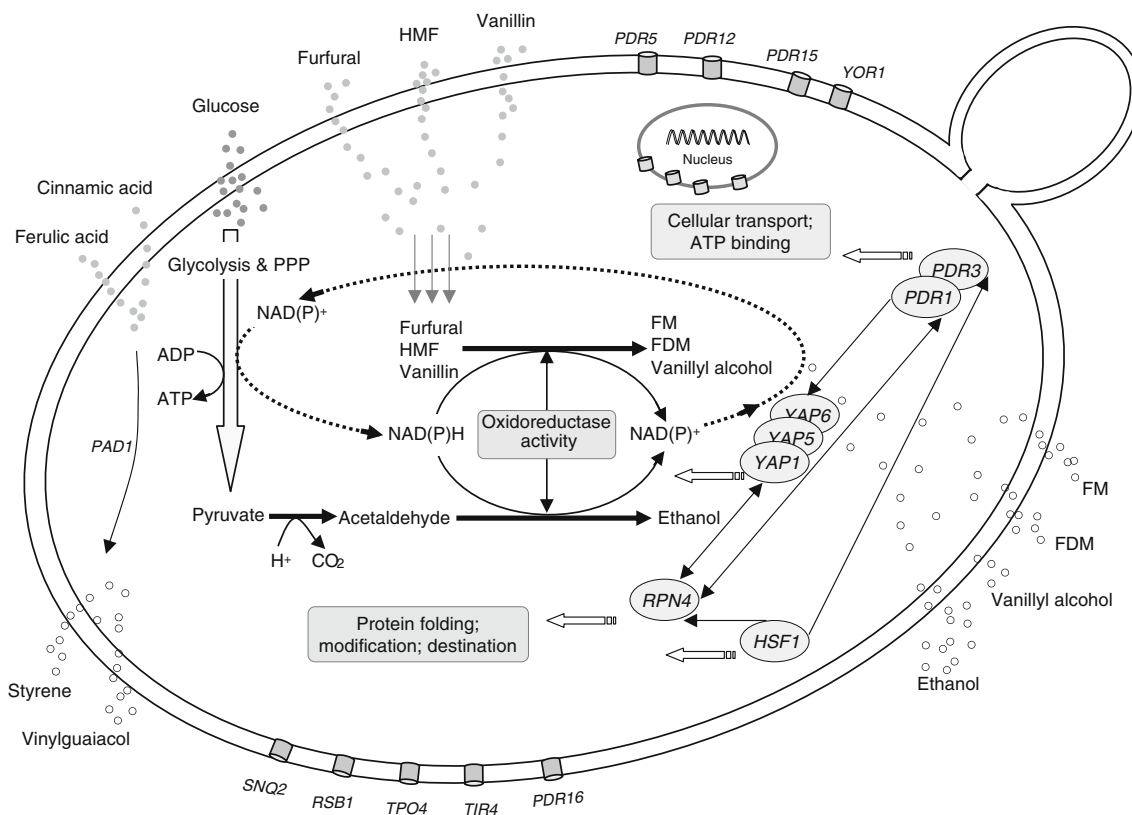 Vanillin
HMF
Furfural
PDR5
PDR12
PDR15
YOR1
Glucose
Nucleus
Cinnamic acid
Ferulic acid
Cellular transport;
ATP binding
Glycolysis & PPP
PDR3
PDR1
NAD(P)+
Furfural
HMF
Vanillin
FM
FDM
Vanillyl alcohol
ADP
ATP
PAD1
NAD(P)H
Oxidoreductase
activity
NAD(P)+
YAP6
YAP5
YAP1
FM
Pyruvate
Acetaldehyde
Ethanol
H+
CO2
FDM
Vanillyl alcohol
RPN4
Protein folding;
modification; destination
HSF1
Ethanol
Styrene
Vinylguaiacol
SNQ2
RSB1
TPO4
TIR4
PDR16